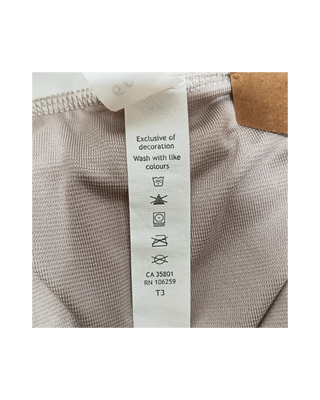 Exclusive of
decoration
Wash with like
colours
CA 35801
RN 106259
T3